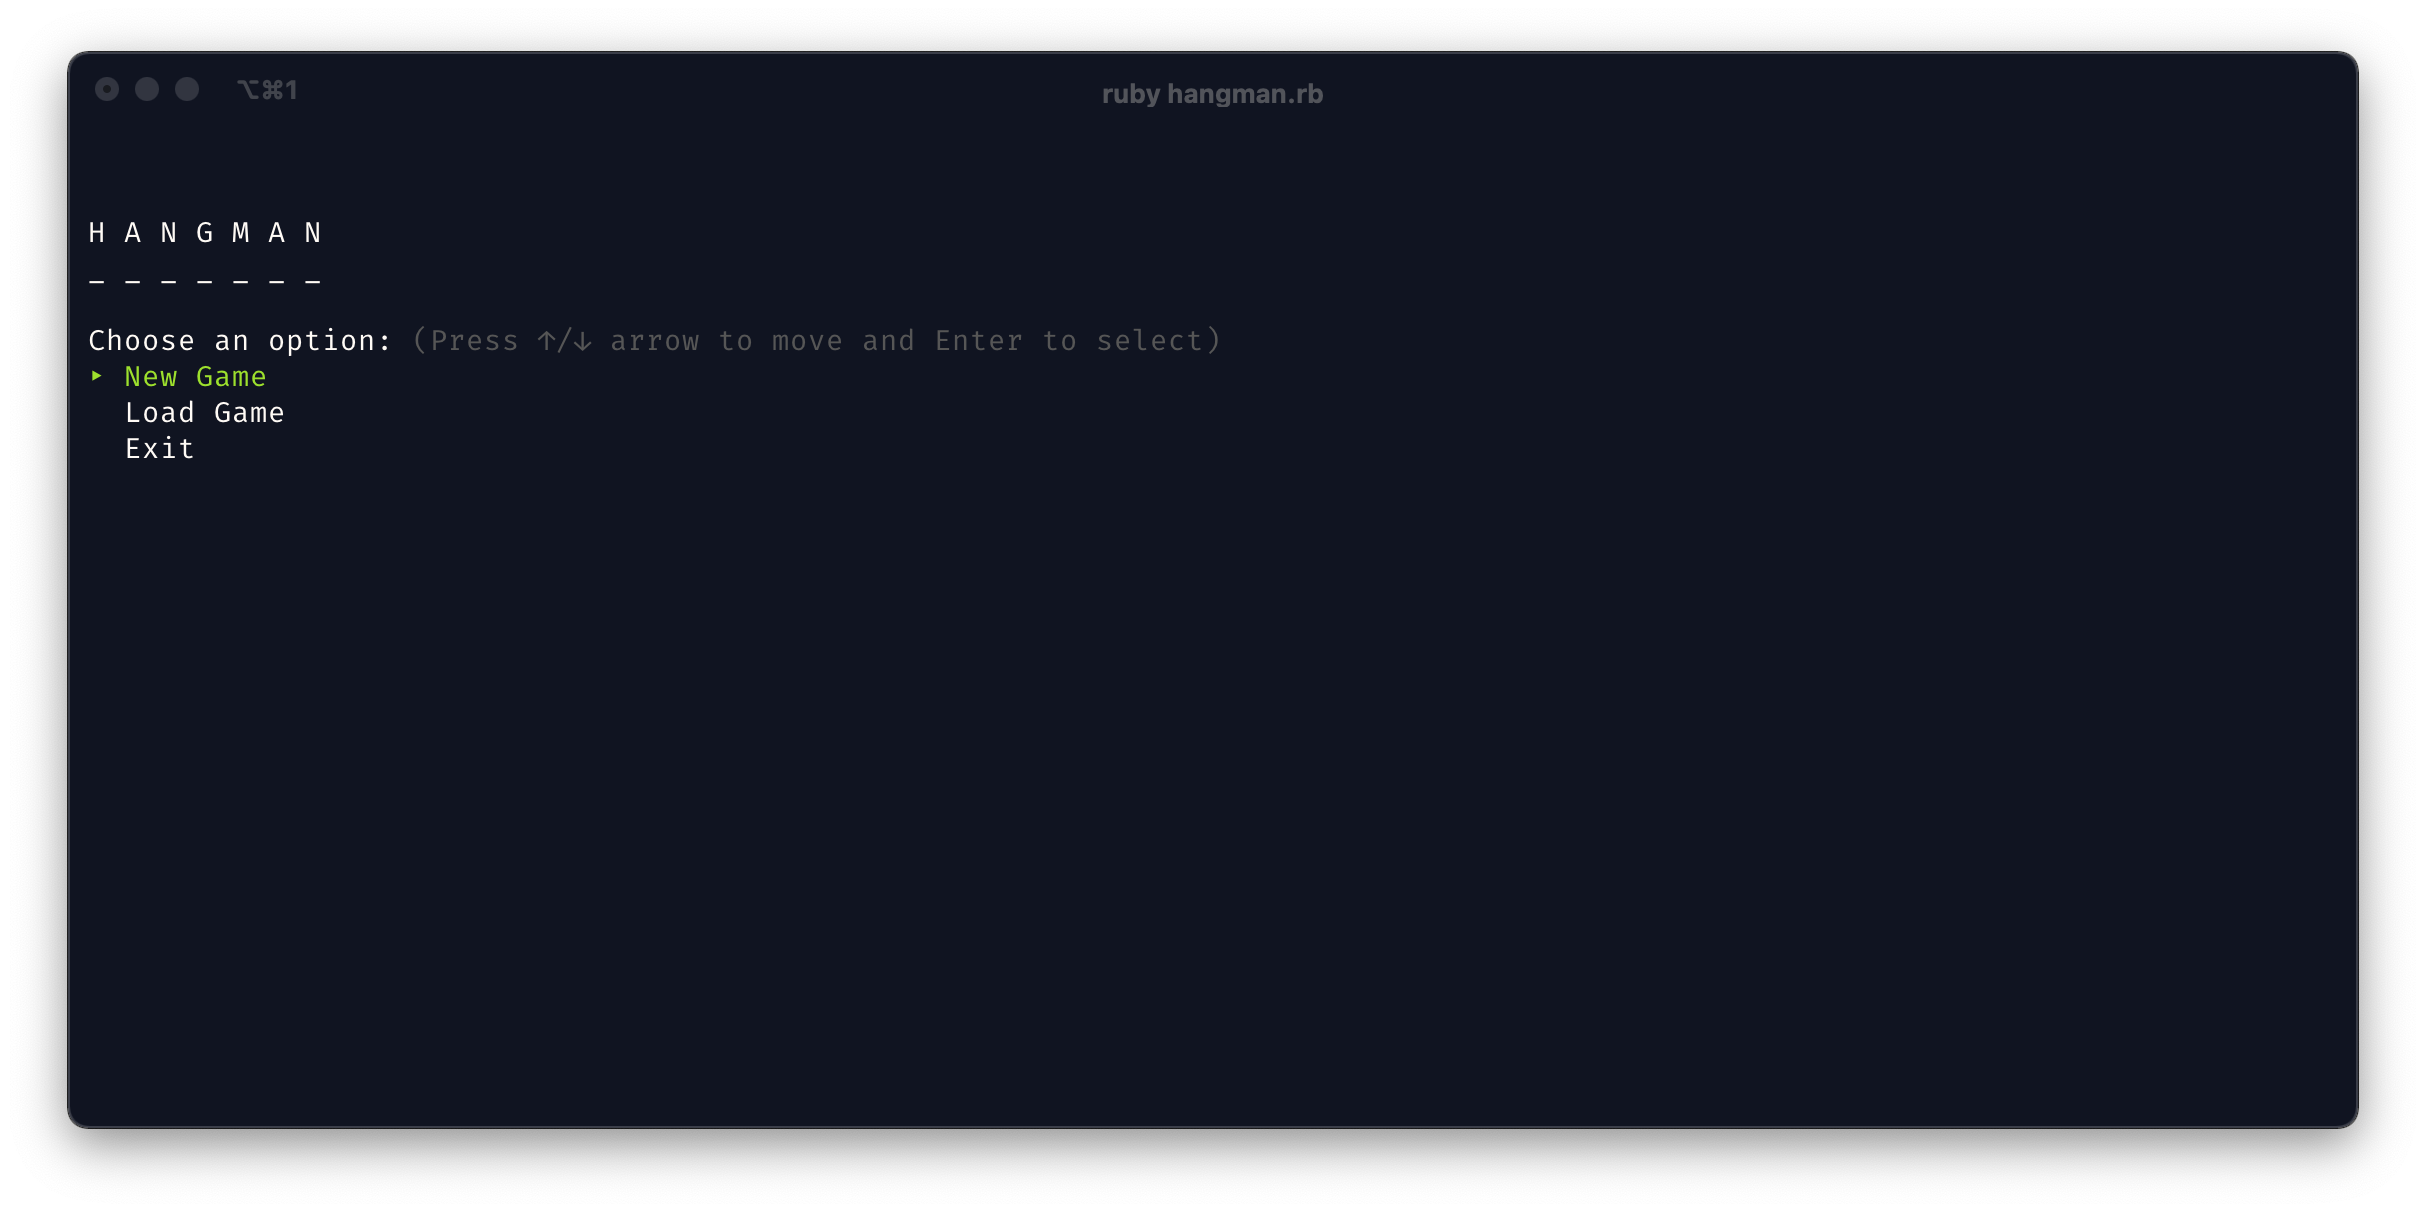 ⌥⌘1
ruby hangman.rb
H A N G M A N
_ _ _ _ _ _ _
Choose an option: (Press ↑/↓ arrow to move and Enter to select)
‣ New Game
Load Game
Exit